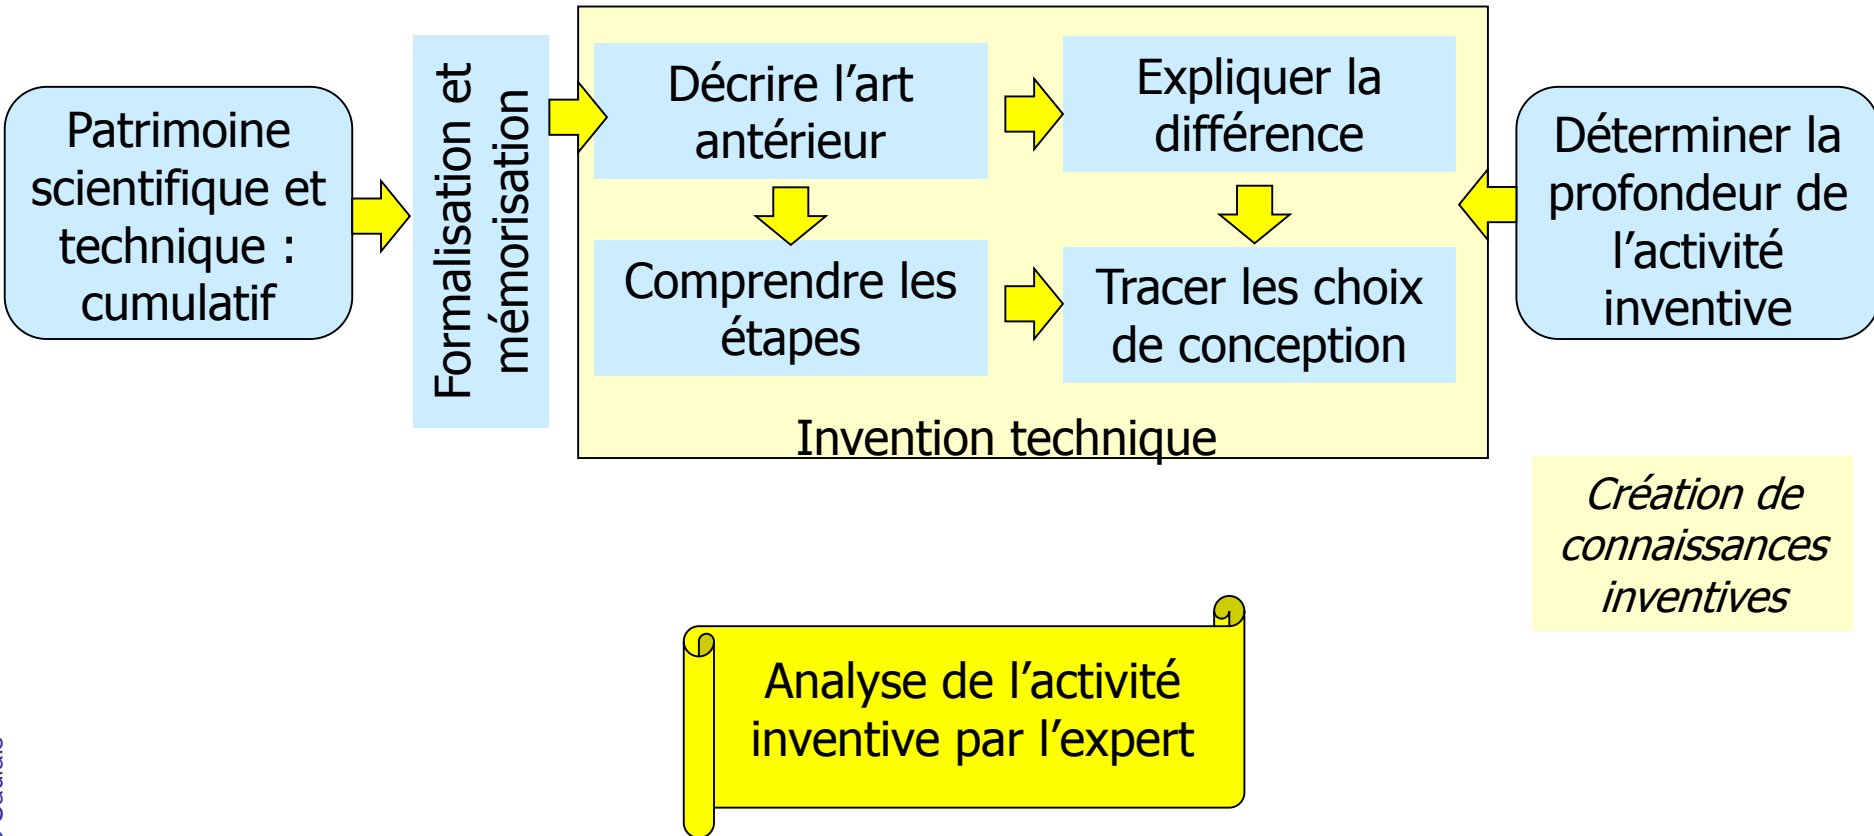 Patrimoine
scientifique et
technique :
cumulatif
Formalisation et
mémorisation
Décrire l’art
antérieur
Expliquer la
différence
Comprendre les
étapes
Tracer les choix
de conception
Invention technique
Déterminer la
profondeur de
l’activité
inventive
Création de
connaissances
inventives
Analyse de l’activité
inventive par l’expert